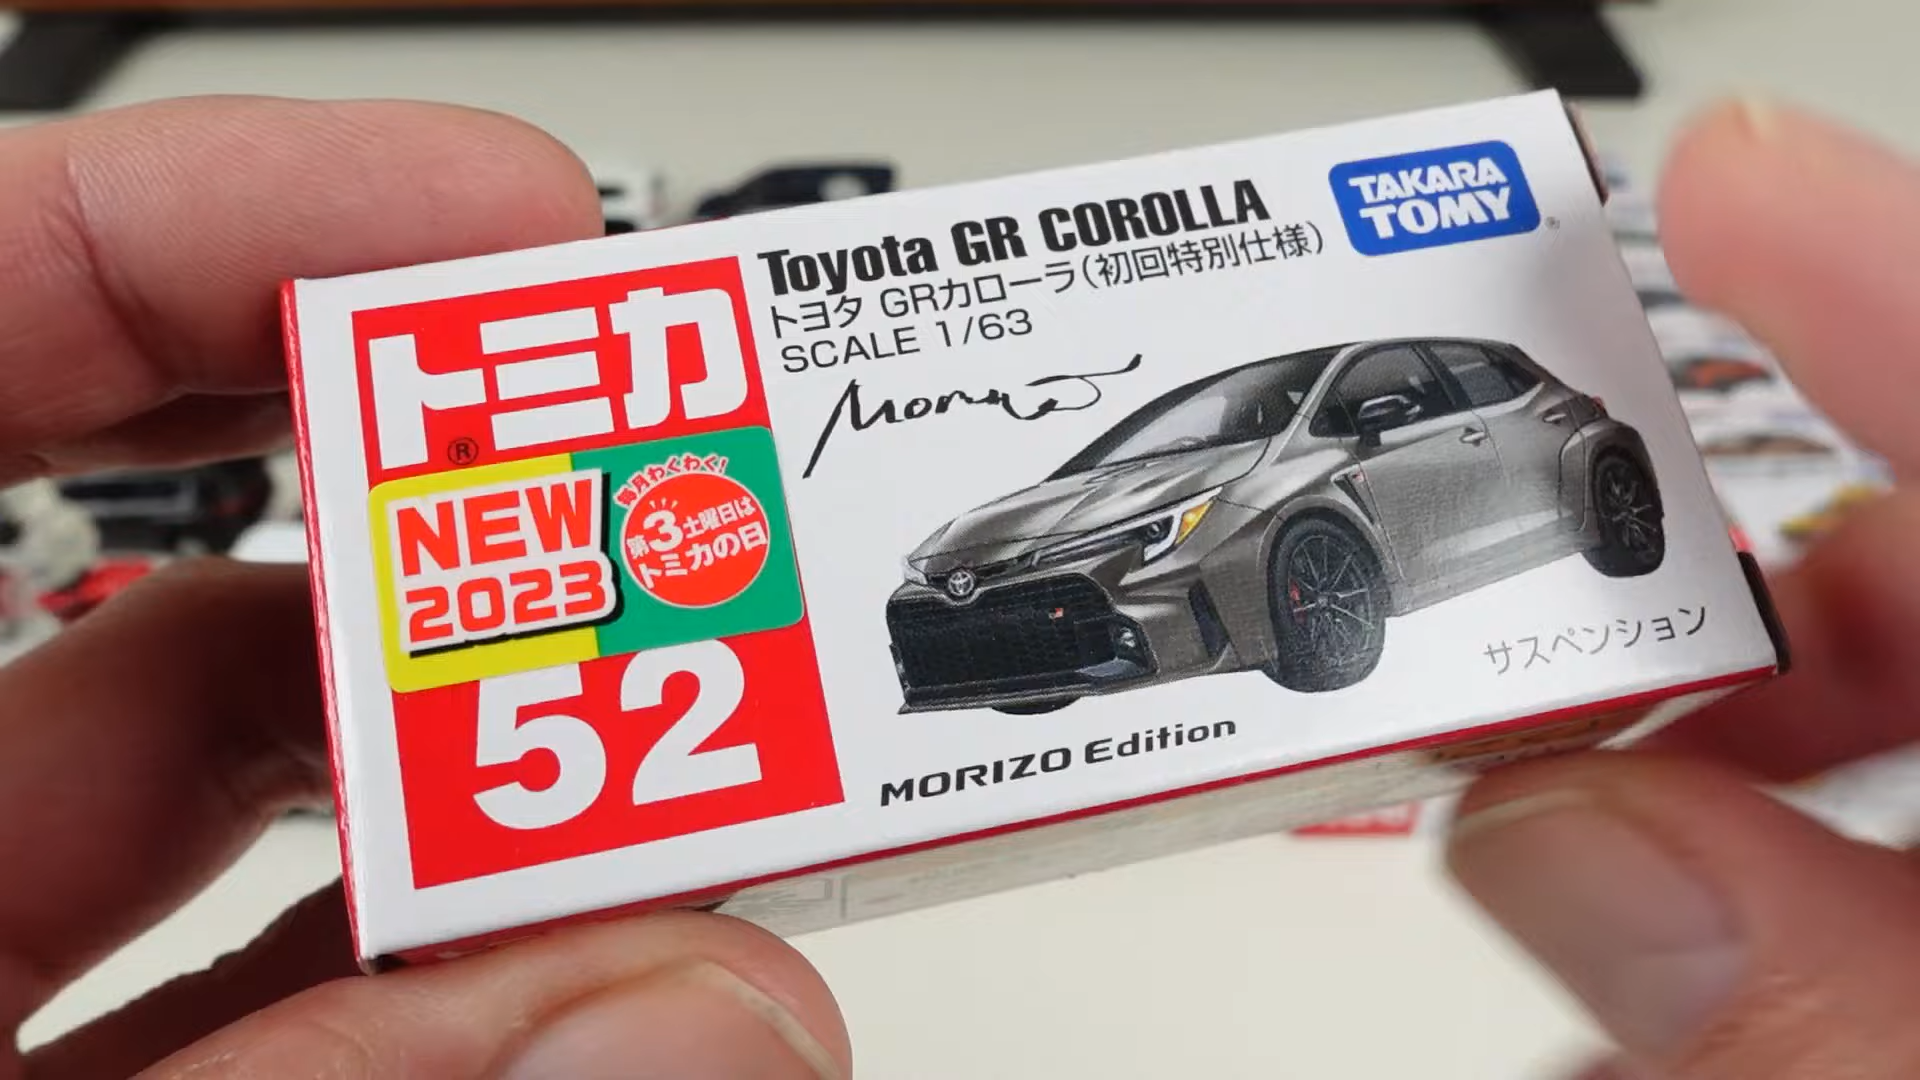 Toyota GR COROLLA
トヨタ GRカローラ(初回特別仕様)
SCALE 1/63
TAKARA
TOMY
®
トミカ
®
NEW
2023
毎月わくわく!
第3土曜日は
トミカの日
52
Morizo
サスペンション
MORIZO Edition